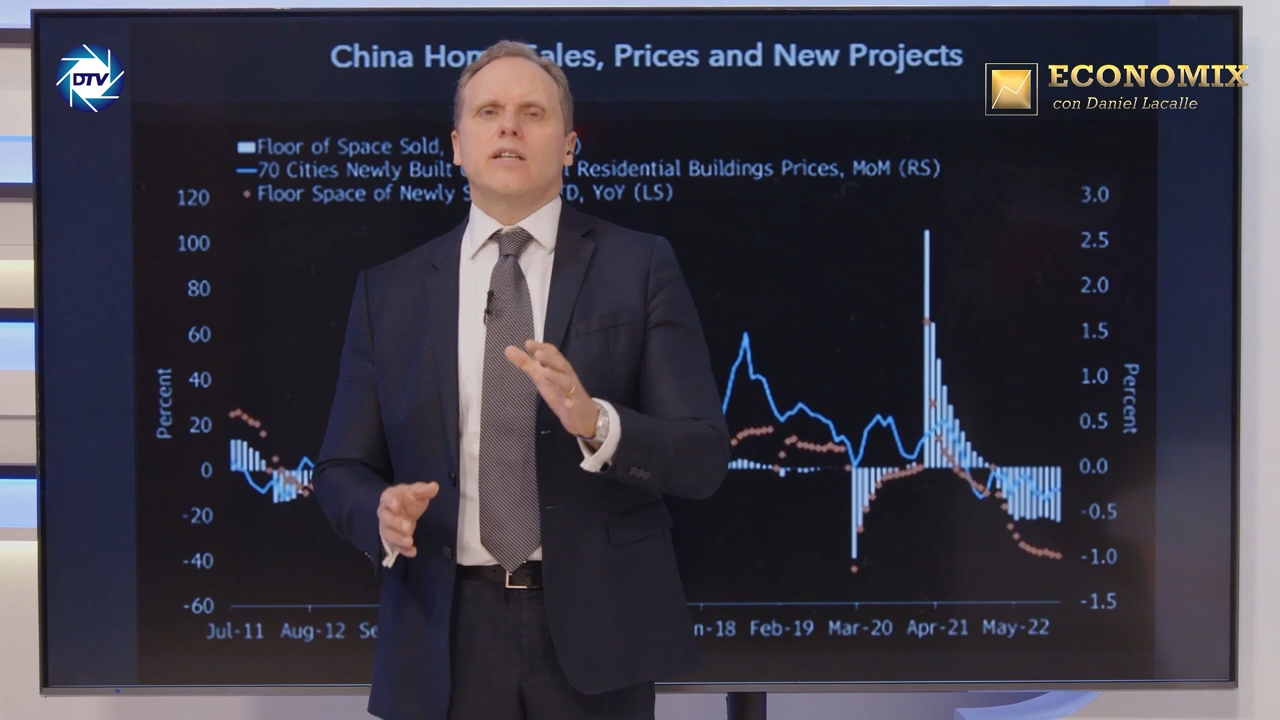 China Home Sales, Prices and New Projects
DTV
ECONOMIX
con Daniel Lacalle
Floor of Space Sold,
70 Cities Newly Built Residential Buildings Prices, MoM (RS)
Floor Space of Newly YoY (LS)
120
100
80
60
40
20
0
-20
-40
-60
Percent
3.0
2.5
2.0
1.5
1.0
0.5
0.0
-0.5
-1.0
-1.5
Percent
Jul-11 Aug-12 Feb-19 Mar-20 Apr-21 May-22